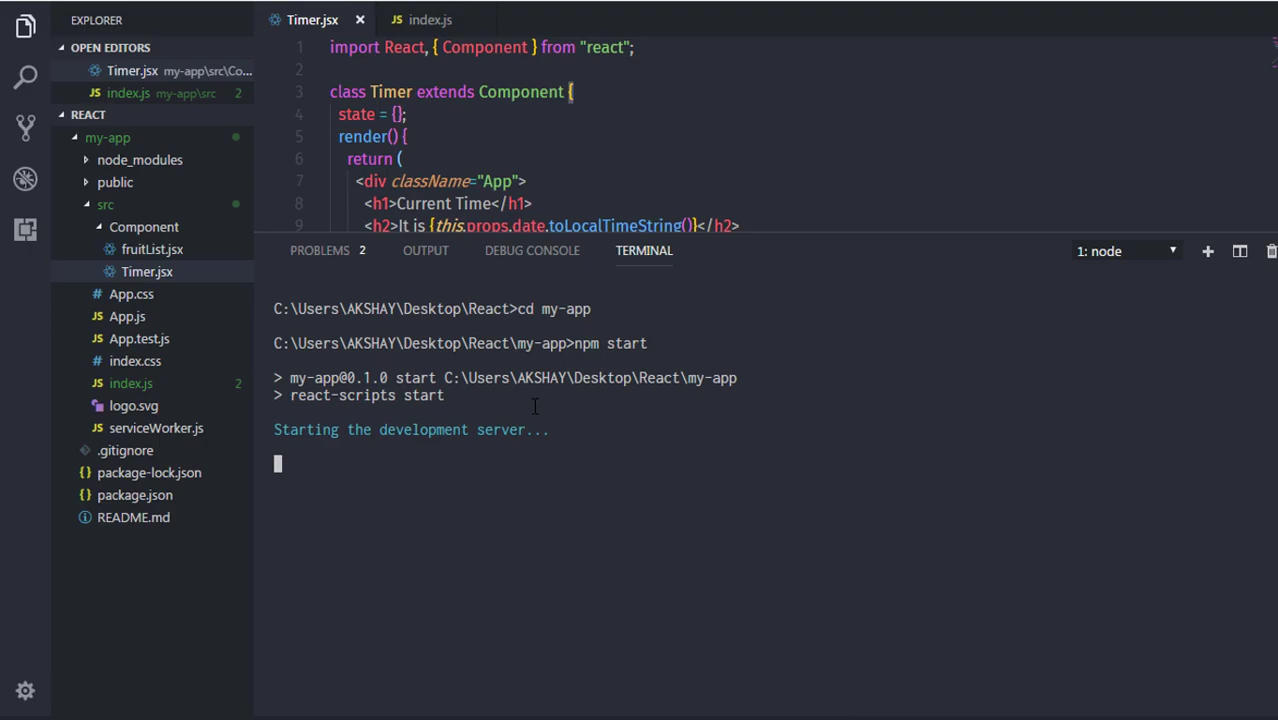 EXPLORER
OPEN EDITORS
Timer.jsx my-app\src\Co...
index.js my-app\src 2
REACT
my-app
node_modules
public
src
Component
fruitList.jsx
Timer.jsx
App.css
App.js
App.test.js
index.css
index.js 2
logo.svg
serviceWorker.js
.gitignore
package-lock.json
package.json
README.md
Timer.jsx
index.js
1 import React, { Component } from "react";
2
3 class Timer extends Component {
4 state = {};
5 render() {
6 return (
7 <div className="App">
8 <h1>Current Time</h1>
9 <h2>It is {this.props.date.toLocalTimeString()}</h2>
PROBLEMS 2 OUTPUT DEBUG CONSOLE TERMINAL 1: node
C:\Users\AKSHAY\Desktop\React>cd my-app
C:\Users\AKSHAY\Desktop\React\my-app>npm start
> my-app@0.1.0 start C:\Users\AKSHAY\Desktop\React\my-app
> react-scripts start
Starting the development server...